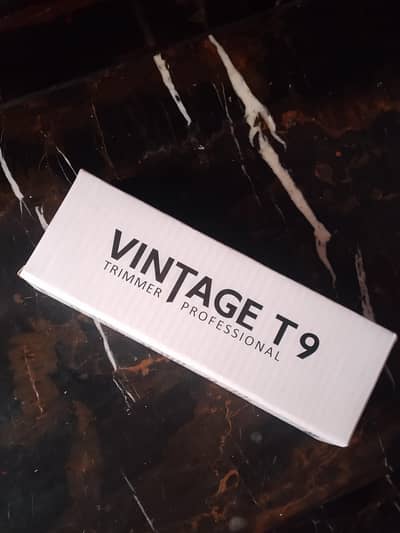 VINTAGE T9
TRIMMER PROFESSIONAL